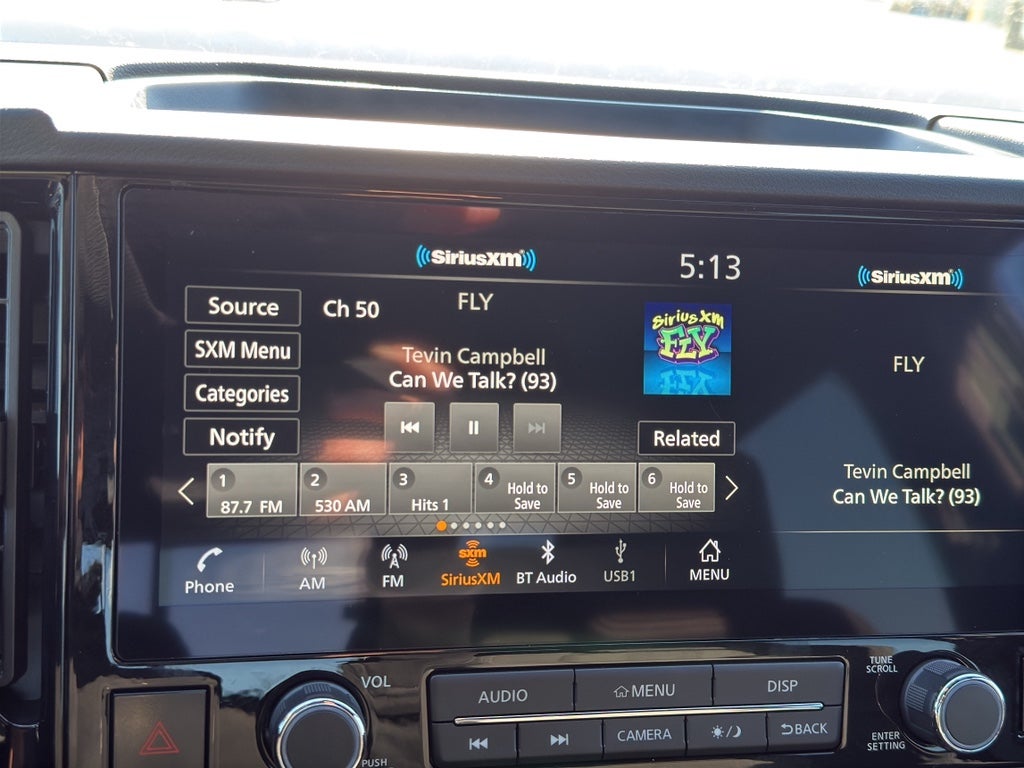 SiriusXM
5:13
SiriusXM
Source
Ch 50
FLY
SiriusXM
FLY
FLY
SXM Menu
Tevin Campbell
Can We Talk? (93)
Categories
Notify
Related
Tevin Campbell
Can We Talk? (93)
1
87.7 FM
2
530 AM
3
Hits 1
4
Hold to
Save
5
Hold to
Save
6
Hold to
Save
Phone
AM
FM
sxm
SiriusXM
BT Audio
USB1
MENU
VOL
PUSH
AUDIO
MENU
DISP
CAMERA
BACK
TUNE
SCROLL
ENTER
SETTING